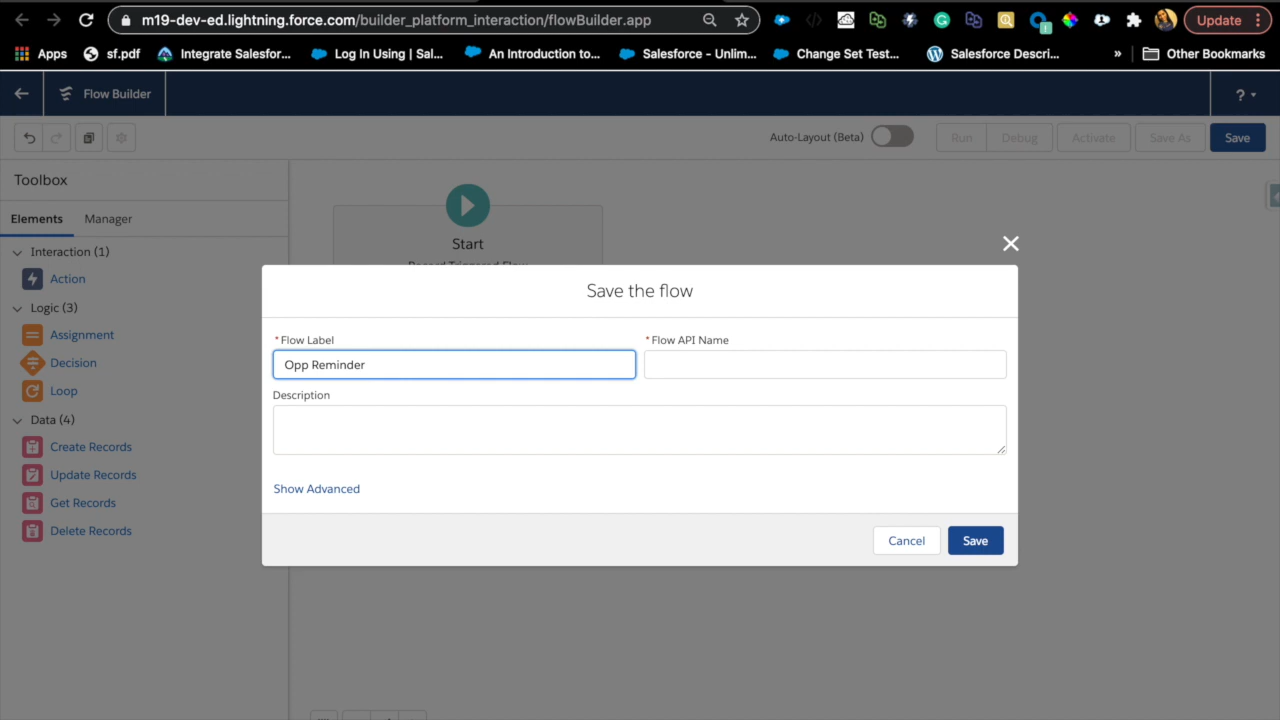 m19-dev-ed.lightning.force.com/builder_platform_interaction/flowBuilder.app
Update
Apps
sf.pdf
Integrate Salesfor...
Log In Using | Sal...
An Introduction to...
Salesforce - Unlim...
Change Set Test...
Salesforce Descri...
»
Other Bookmarks
Flow Builder
?
Auto-Layout (Beta)
Run
Debug
Activate
Save As
Save
Toolbox
Elements
Manager
Interaction (1)
Action
Logic (3)
Assignment
Decision
Loop
Data (4)
Create Records
Update Records
Get Records
Delete Records
Start
Record-Triggered Flow
Save the flow
*Flow Label
*Flow API Name
Opp Reminder
Description
Show Advanced
Cancel
Save